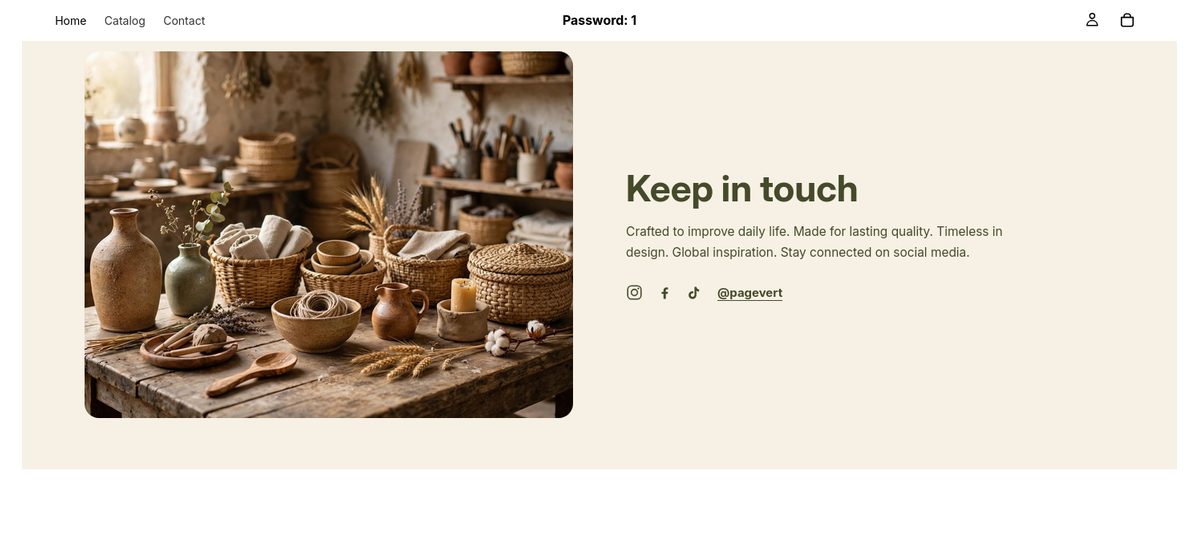 Home Catalog Contact Password: 1
Keep in touch
Crafted to improve daily life. Made for lasting quality. Timeless in
design. Global inspiration. Stay connected on social media.
@pagevert